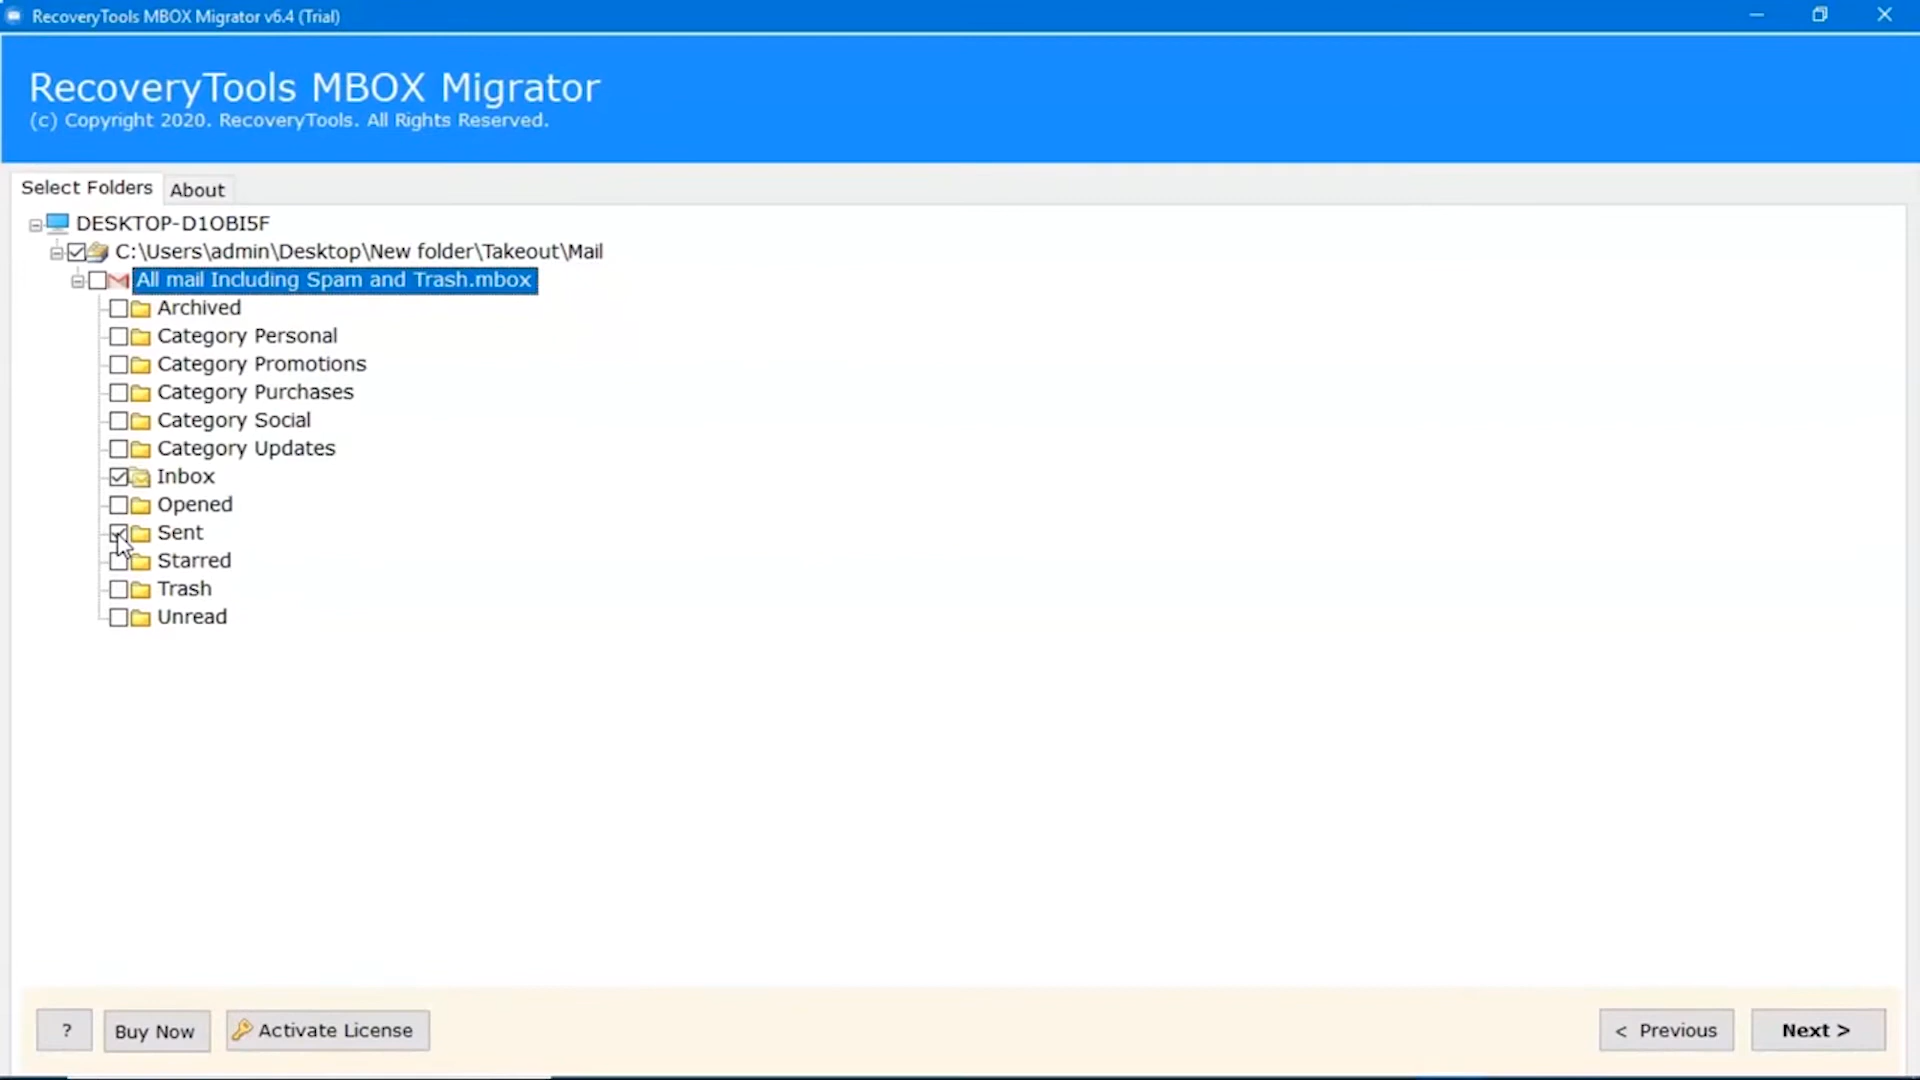 RecoveryTools MBOX Migrator v6.4 (Trial)
RecoveryTools MBOX Migrator
(c) Copyright 2020. RecoveryTools. All Rights Reserved.
Select Folders
About
DESKTOP-D1OBI5F
C:\Users\admin\Desktop\New folder\Takeout\Mail
All mail Including Spam and Trash.mbox
Archived
Category Personal
Category Promotions
Category Purchases
Category Social
Category Updates
Inbox
Opened
Sent
Starred
Trash
Unread
?
Buy Now
Activate License
< Previous
Next >